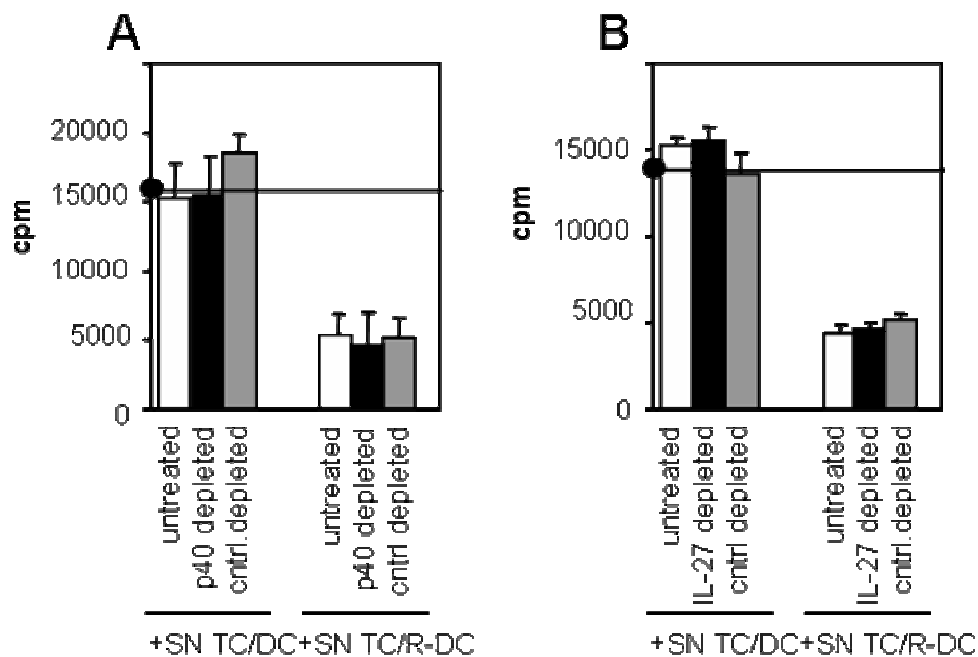 A
B
cpm
20000
15000
10000
5000
0
untreated
p40 depleted
cntrl.depleted
untreated
p40 depleted
cntrl depleted
+SN TC/DC
+SN TC/R-DC
cpm
15000
10000
5000
0
untreated
IL-27 depleted
cntrl depleted
untreated
IL-27 depleted
cntrl.depleted
+SN TC/DC
+SN TC/R-DC